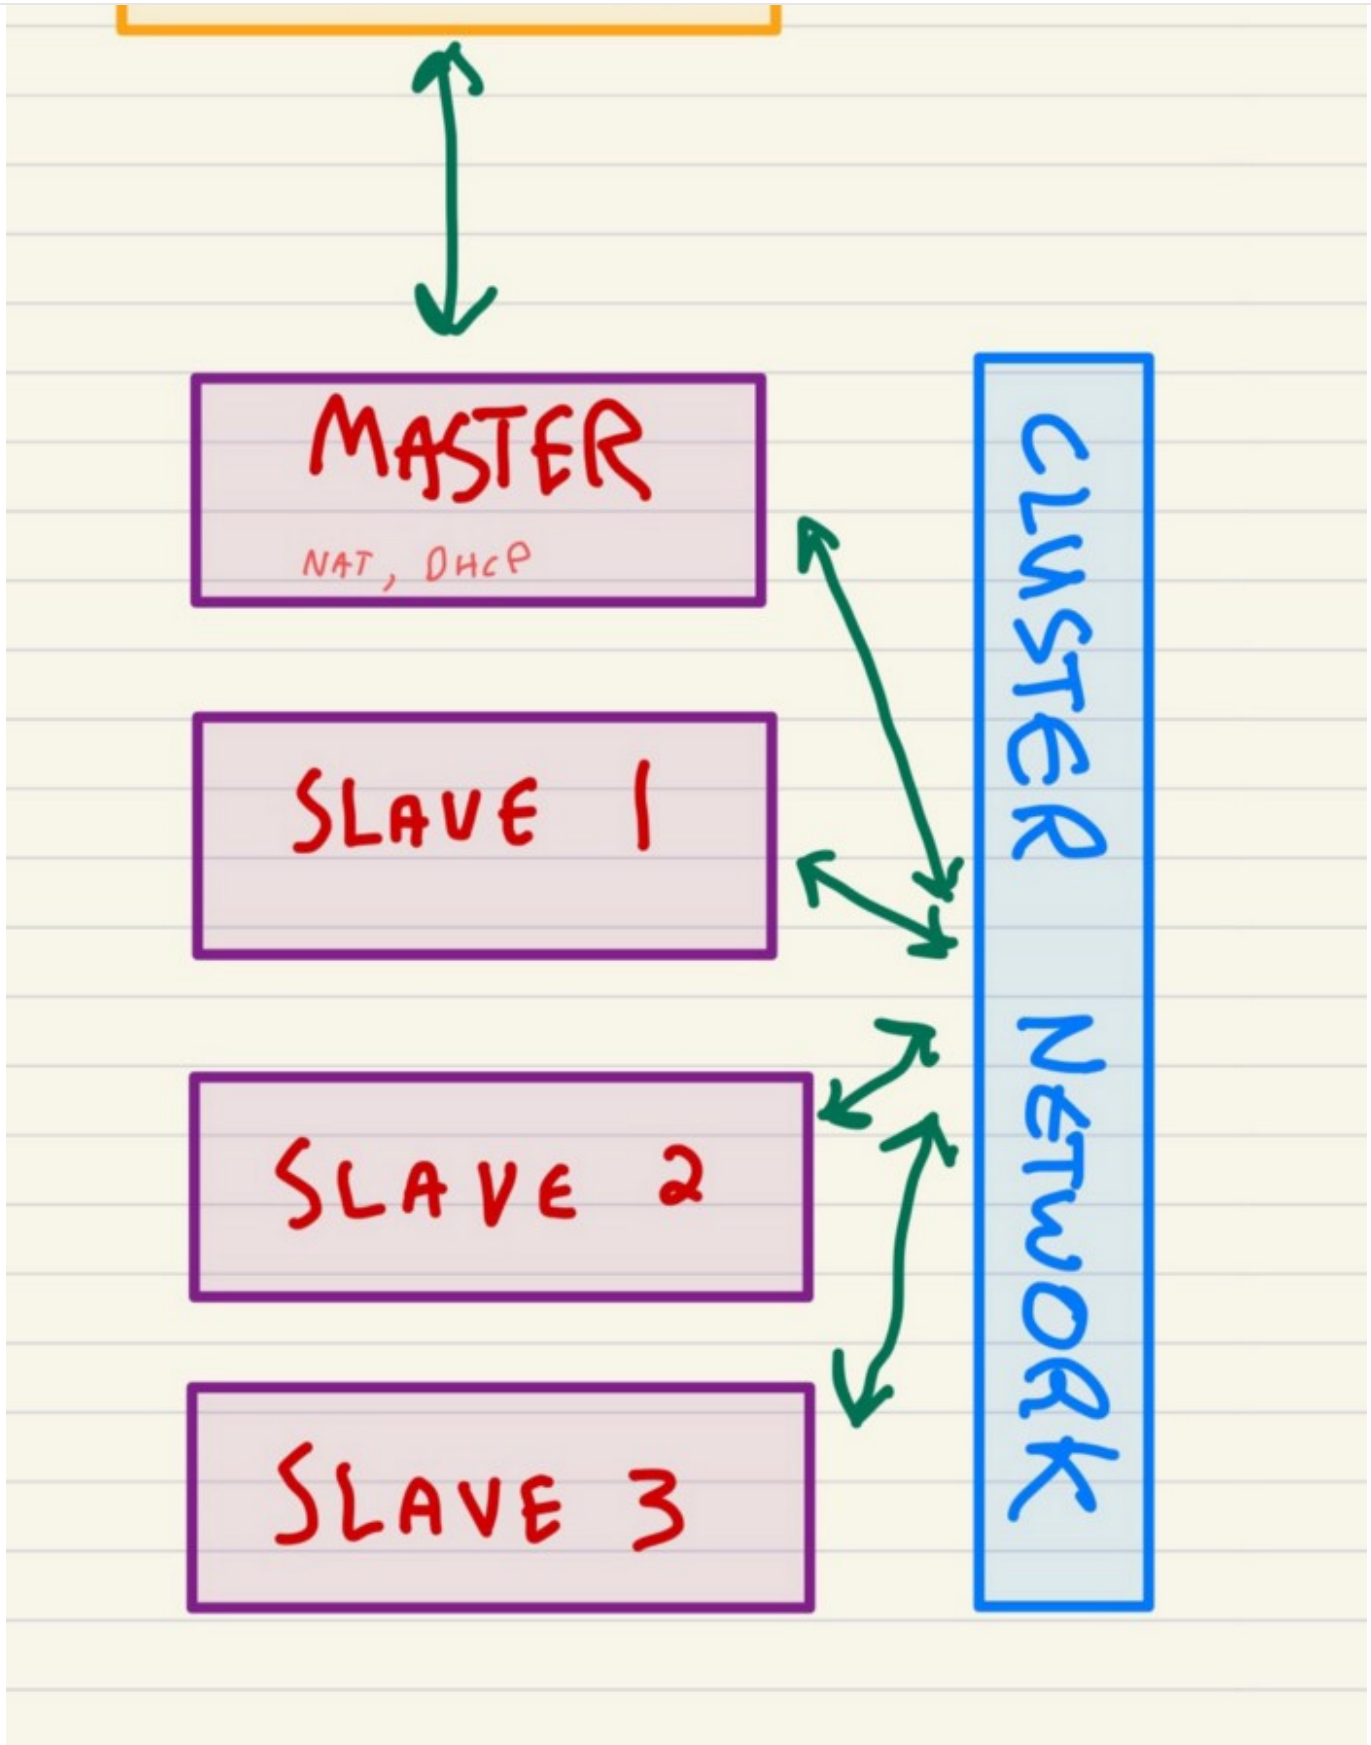 MASTER
NAT, DHCP
SLAVE 1
SLAVE 2
SLAVE 3
CLUSTER NETWORK